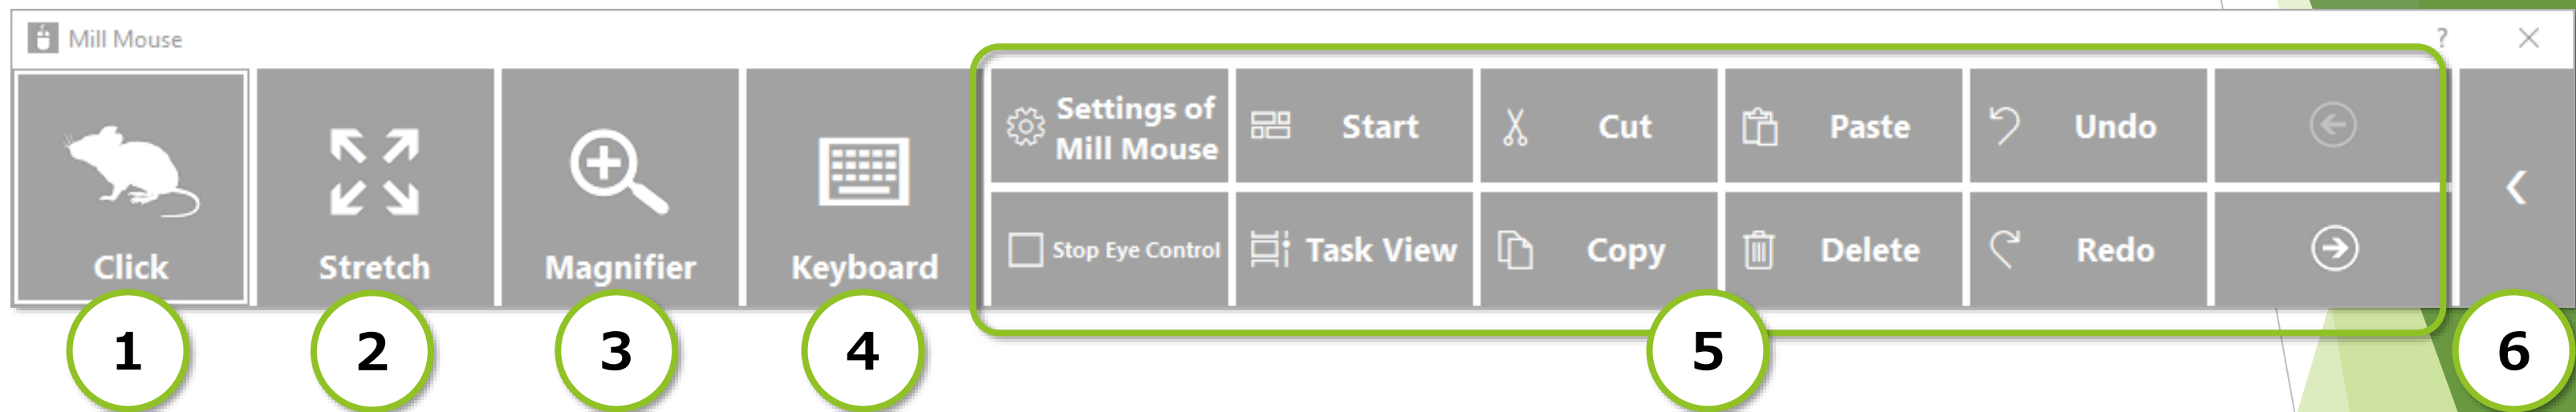 Mill Mouse
?
Click
Stretch
Magnifier
Keyboard
Settings of
Mill Mouse
Start
Cut
Paste
Undo
Stop Eye Control
Task View
Copy
Delete
Redo
1
2
3
4
5
6